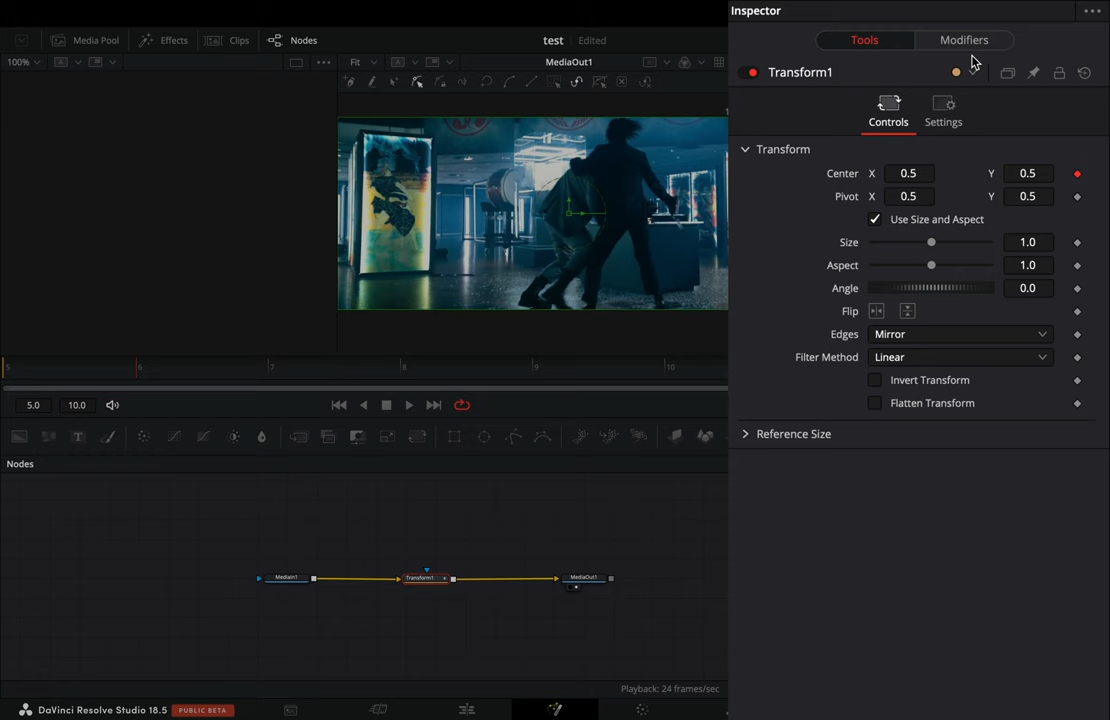 Inspector
Media Pool Effects Clips Nodes test Edited Tools Modifiers
100% Fit MediaOut1
Transform1
Controls Settings
Transform
Center X 0.5 Y 0.5
Pivot X 0.5 Y 0.5
Use Size and Aspect
Size 1.0
Aspect 1.0
Angle 0.0
Flip
Edges Mirror
Filter Method Linear
Invert Transform
Flatten Transform
Reference Size
5 6 7 8 9 10
5.0 10.0
Nodes
MediaIn1 Transform1 MediaOut1
Playback: 24 frames/sec
DaVinci Resolve Studio 18.5 PUBLIC BETA